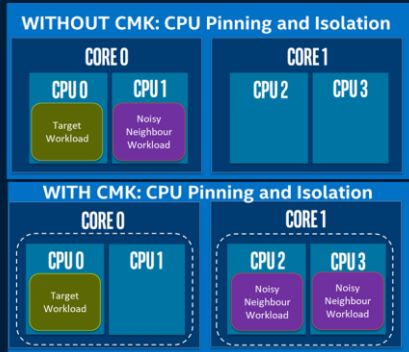 WITHOUT CMK: CPU Pinning and Isolation
CORE 0
CORE 1
CPU 0
CPU 1
CPU 2
CPU 3
Target
Workload
Noisy
Neighbour
Workload
WITH CMK: CPU Pinning and Isolation
CORE 0
CORE 1
CPU 0
CPU 1
CPU 2
CPU 3
Target
Workload
Noisy
Neighbour
Workload
Noisy
Neighbour
Workload